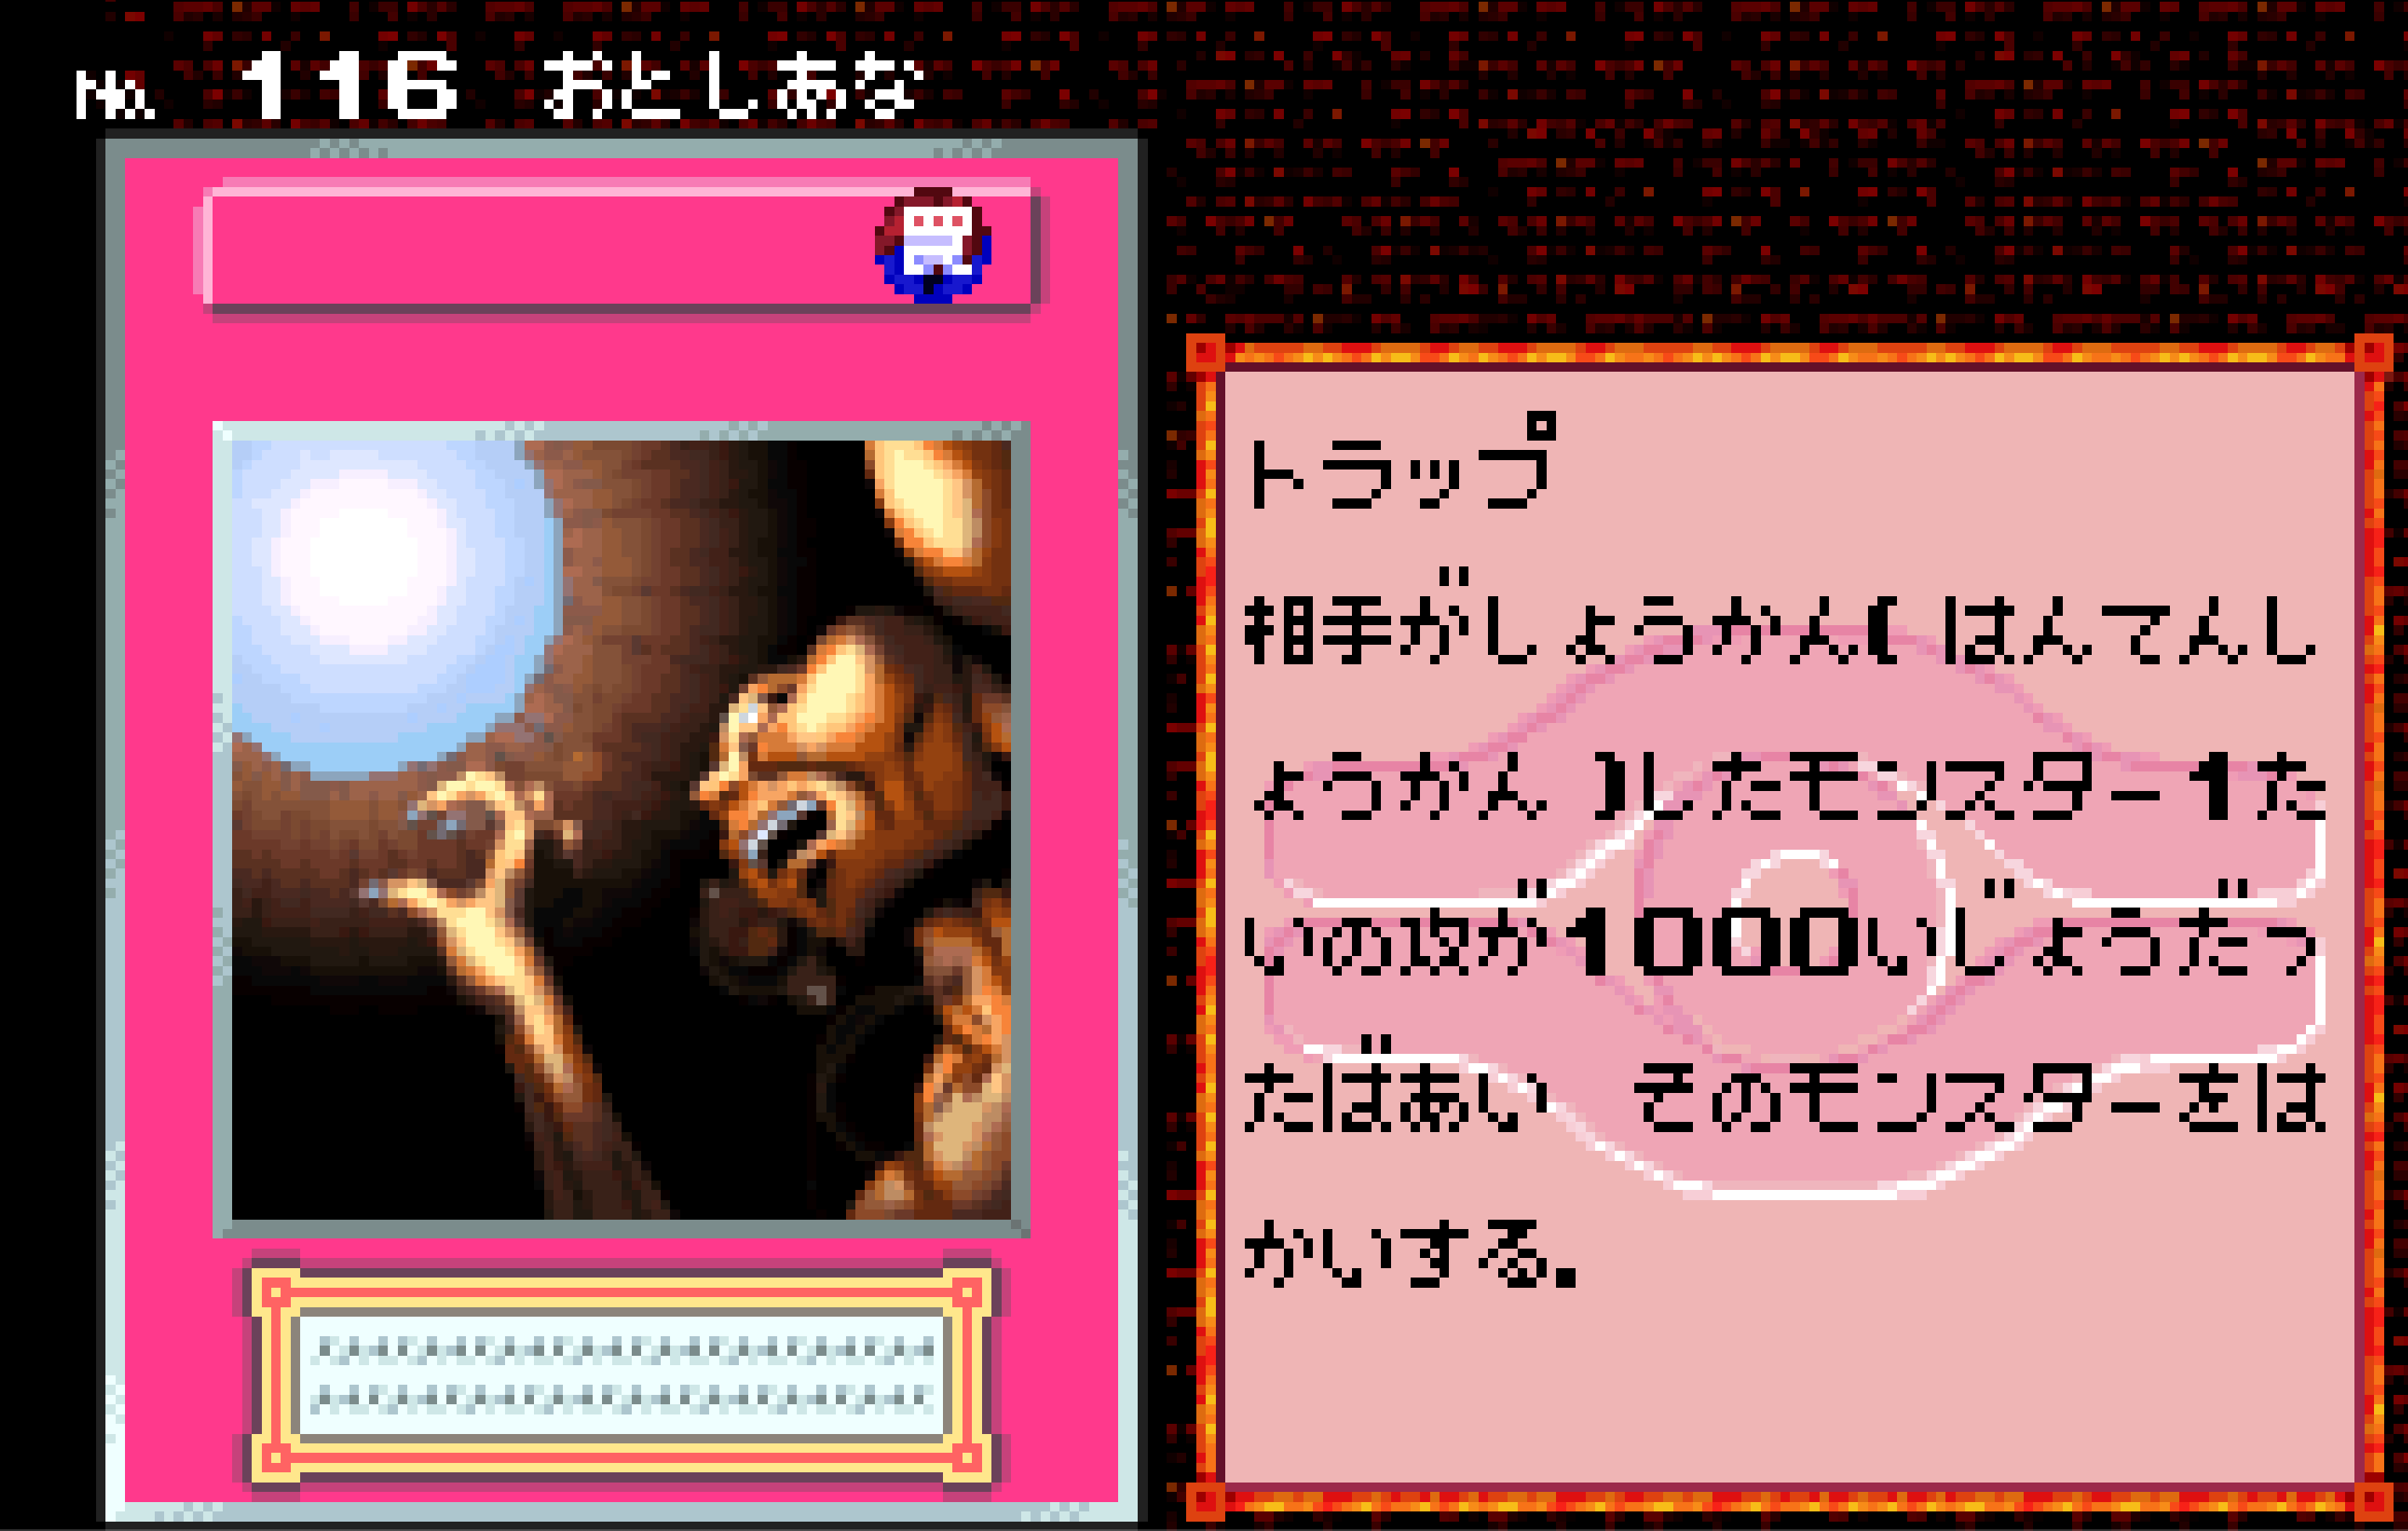 № 116 おとしあな
トラップ
相手がしょうかん( はんてんし
ょうかん )したモンスター1た
いの攻が1000いじょうだっ
たばあい そのモンスターをは
かいする.